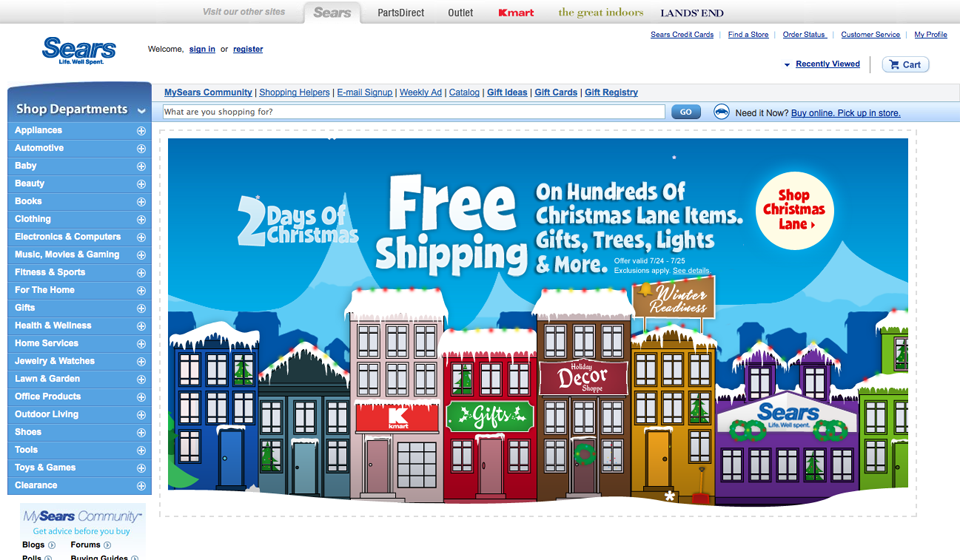 Visit our other sites
Sears
PartsDirect
Outlet
Kmart
the great indoors
LANDS' END
Sears
Life. Well Spent.
Welcome, sign in or register
Sears Credit Cards | Find a Store | Order Status | Customer Service | My Profile
Recently Viewed
Cart
Shop Departments
MySears Community | Shopping Helpers | E-mail Signup | Weekly Ad | Catalog | Gift Ideas | Gift Cards | Gift Registry
What are you shopping for?
GO
Need it Now? Buy online. Pick up in store.
Appliances
Automotive
Baby
Beauty
Books
Clothing
Electronics & Computers
Music, Movies & Gaming
Fitness & Sports
For The Home
Gifts
Health & Wellness
Home Services
Jewelry & Watches
Lawn & Garden
Office Products
Outdoor Living
Shoes
Tools
Toys & Games
Clearance
2 Days Of
Christmas
Free
Shipping
On Hundreds Of
Christmas Lane Items.
Gifts, Trees, Lights
& More.
Offer valid 7/24 - 7/25
Exclusions apply. See details.
Shop
Christmas
Lane
Winter
Readiness
K
kmart
Gifts
Holiday
Decor
Shoppe
Sears
Life. Well spent.
MySears Community
Get advice before you buy
Blogs
Forums
Polls
Buying Guides